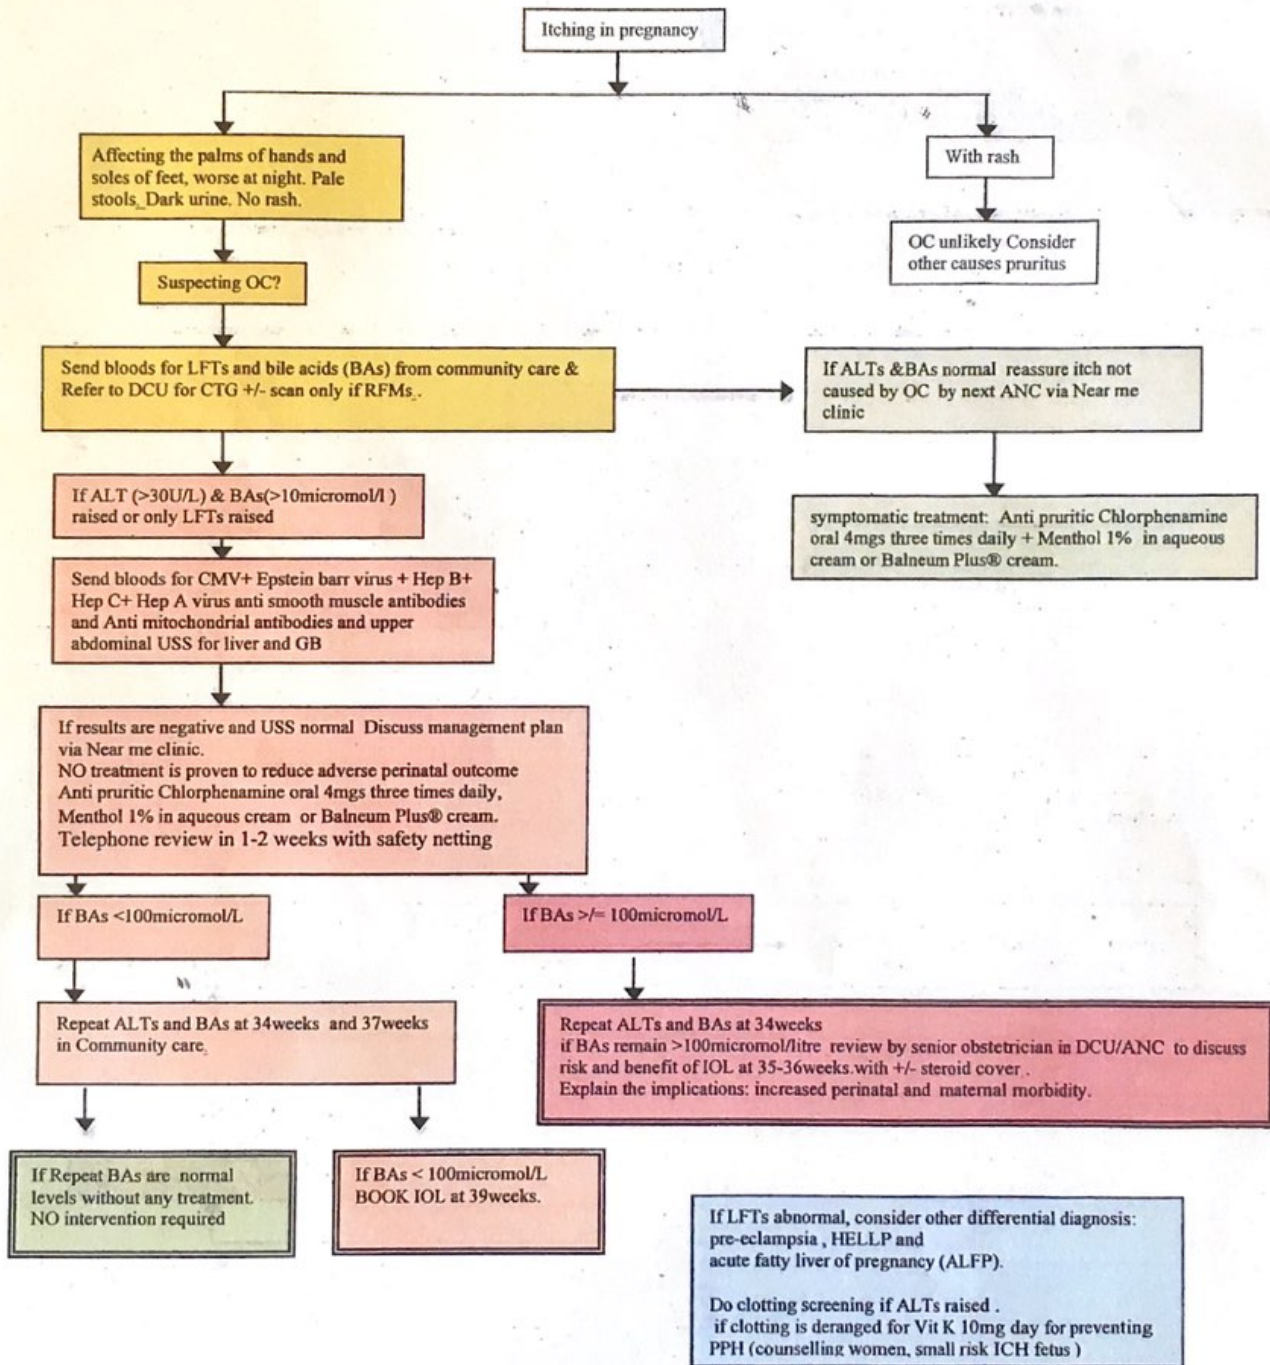 Itching in pregnancy
Affecting the palms of hands and
soles of feet, worse at night. Pale
stools. Dark urine. No rash.
With rash
OC unlikely Consider
other causes pruritus
Suspecting OC?
Send bloods for LFTs and bile acids (BAs) from community care &
Refer to DCU for CTG +/- scan only if RFMs .
If ALTs &BAs normal reassure itch not
caused by OC by next ANC via Near me
clinic
If ALT (>30U/L) & BAs(>10micromol/l )
raised or only LFTs raised
symptomatic treatment: Anti pruritic Chlorphenamine
oral 4mgs three times daily + Menthol 1% in aqueous
cream or Balneum Plus® cream.
Send bloods for CMV+ Epstein barr virus + Hep B+
Hep C+ Hep A virus anti smooth muscle antibodies
and Anti mitochondrial antibodies and upper
abdominal USS for liver and GB
If results are negative and USS normal Discuss management plan
via Near me clinic.
NO treatment is proven to reduce adverse perinatal outcome
Anti pruritic Chlorphenamine oral 4mgs three times daily,
Menthol 1% in aqueous cream or Balneum Plus® cream.
Telephone review in 1-2 weeks with safety netting
If BAs <100micromol/L
If BAs >/= 100micromol/L
Repeat ALTs and BAs at 34weeks and 37weeks
in Community care.
Repeat ALTs and BAs at 34weeks
if BAs remain >100micromol/litre review by senior obstetrician in DCU/ANC to discuss
risk and benefit of IOL at 35-36weeks.with +/- steroid cover .
Explain the implications: increased perinatal and maternal morbidity.
If Repeat BAs are normal
levels without any treatment.
NO intervention required
If BAs < 100micromol/L
BOOK IOL at 39weeks.
If LFTs abnormal, consider other differential diagnosis:
pre-eclampsia , HELLP and
acute fatty liver of pregnancy (ALFP).
Do clotting screening if ALTs raised .
if clotting is deranged for Vit K 10mg day for preventing
PPH (counselling women, small risk ICH fetus )